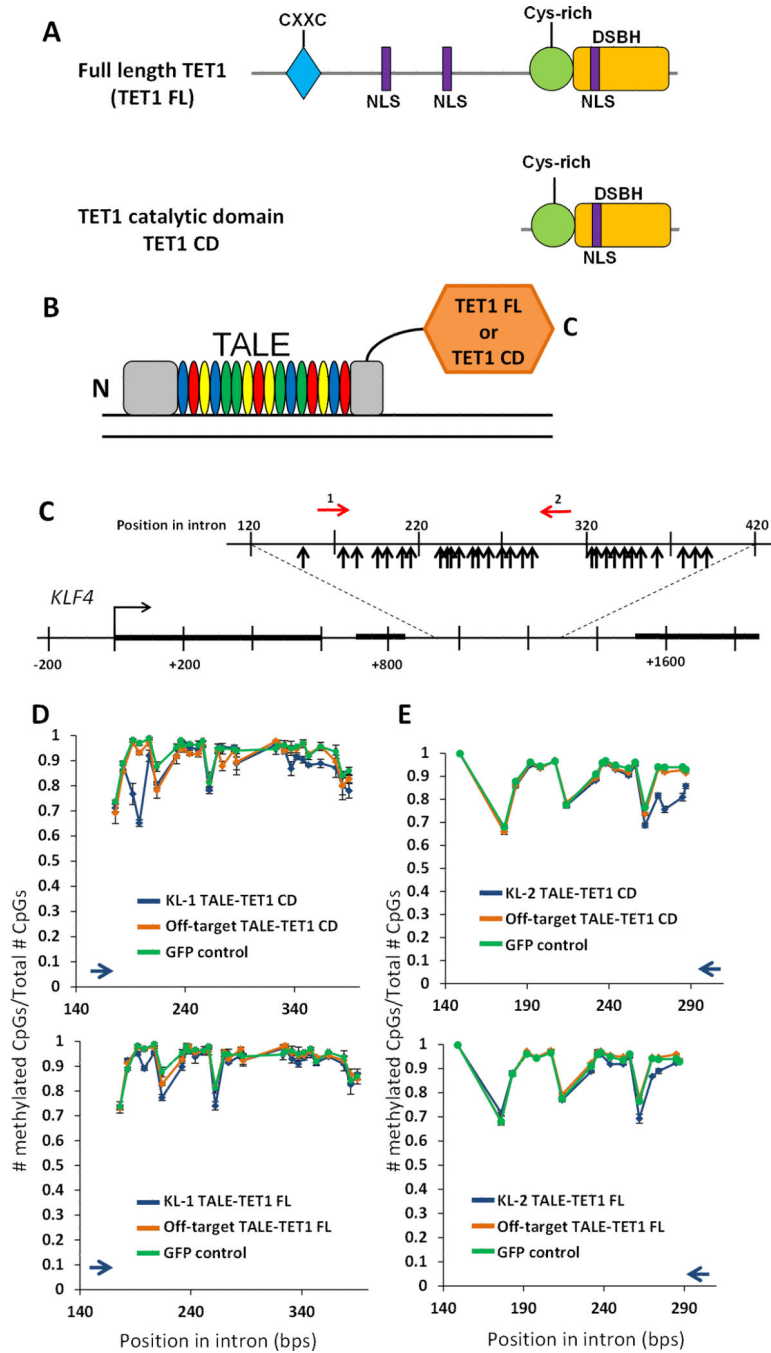 A
CXXC
Cys-rich
DSBH
Full length TET1
(TET1 FL)
NLS
NLS
NLS
Cys-rich
DSBH
TET1 catalytic domain
TET1 CD
NLS
B
TALE
TET1 FL
or
TET1 CD
C
N
C
1
2
Position in intron
120
220
320
420
KLF4
-200
+200
+800
+1600
D
E
# methylated CpGs/Total # CpGs
1
0.9
0.8
0.7
0.6
0.5
0.4
0.3
0.2
0.1
0
KL-1 TALE-TET1 CD
Off-target TALE-TET1 CD
GFP control
140
240
340
# methylated CpGs/Total # CpGs
1
0.9
0.8
0.7
0.6
0.5
0.4
0.3
0.2
0.1
0
KL-2 TALE-TET1 CD
Off-target TALE-TET1 CD
GFP control
140
190
240
290
1
0.9
0.8
0.7
0.6
0.5
0.4
0.3
0.2
0.1
0
KL-1 TALE-TET1 FL
Off-target TALE-TET1 FL
GFP control
140
240
340
Position in intron (bps)
1
0.9
0.8
0.7
0.6
0.5
0.4
0.3
0.2
0.1
0
KL-2 TALE-TET1 FL
Off-target TALE-TET1 FL
GFP control
140
190
240
290
Position in intron (bps)